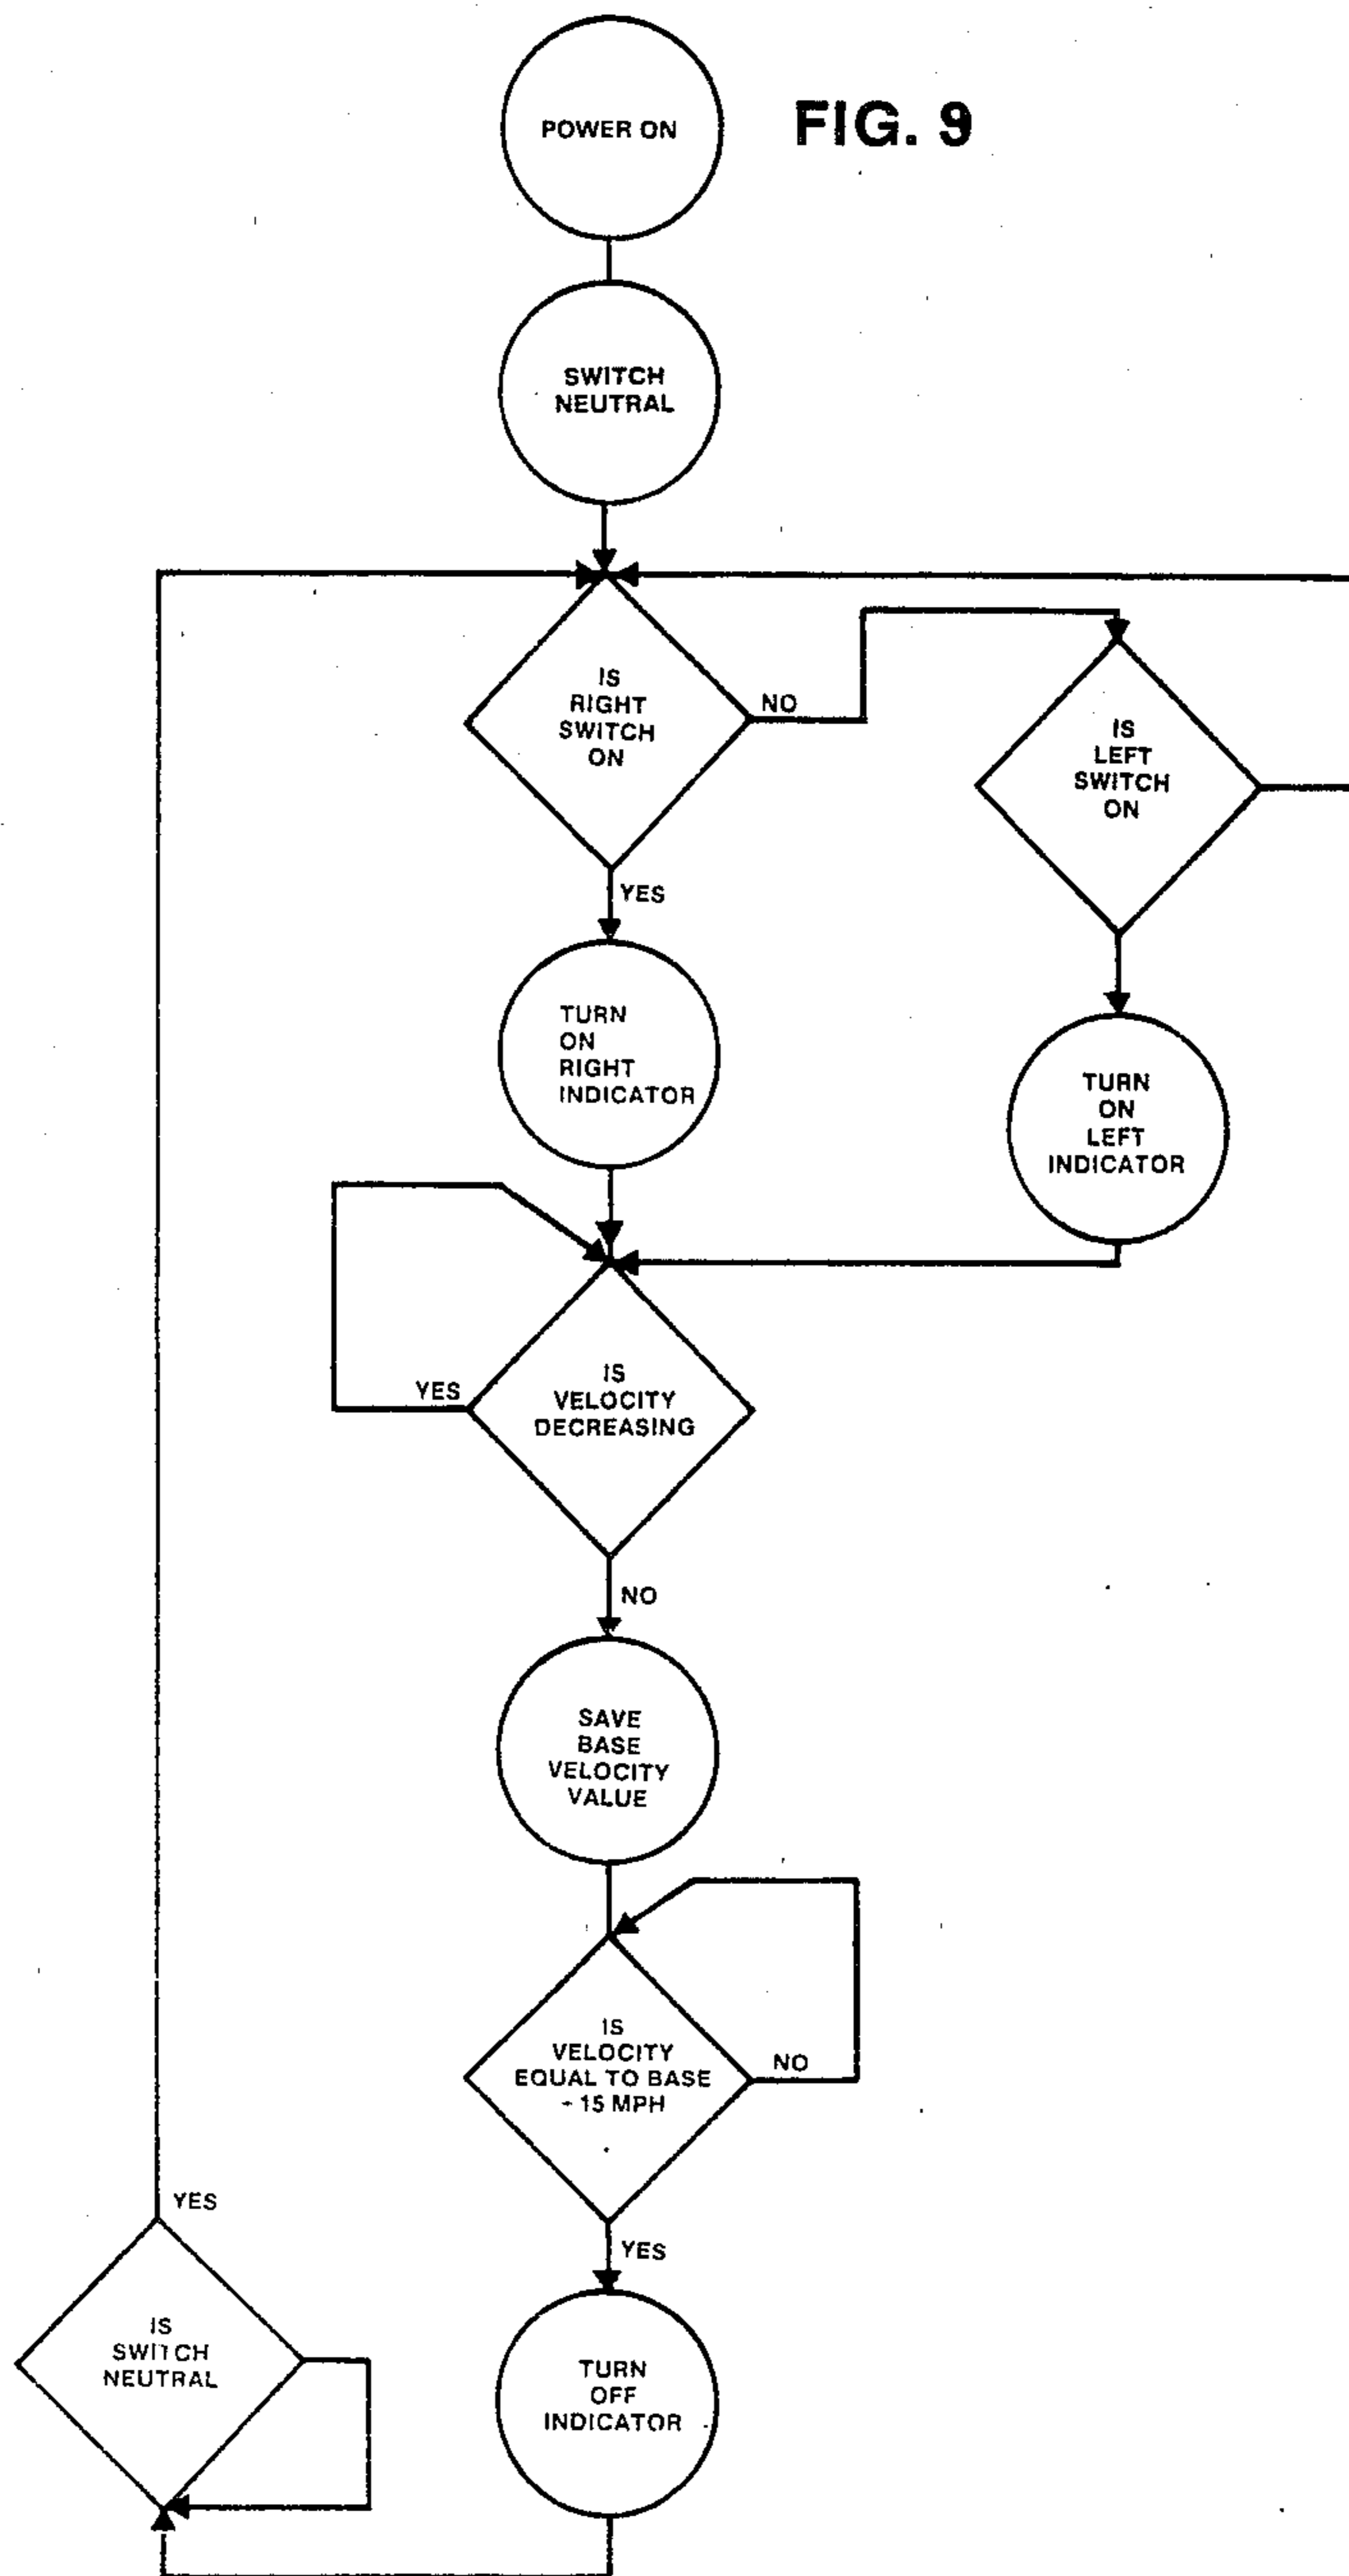 POWER ON
FIG. 9
SWITCH
NEUTRAL
IS
RIGHT
SWITCH
ON
NO
IS
LEFT
SWITCH
ON
YES
TURN
ON
RIGHT
INDICATOR
TURN
ON
LEFT
INDICATOR
IS
VELOCITY
DECREASING
YES
NO
SAVE
BASE
VELOCITY
VALUE
IS
VELOCITY
EQUAL TO BASE
- 15 MPH
NO
YES
YES
IS
SWITCH
NEUTRAL
TURN
OFF
INDICATOR